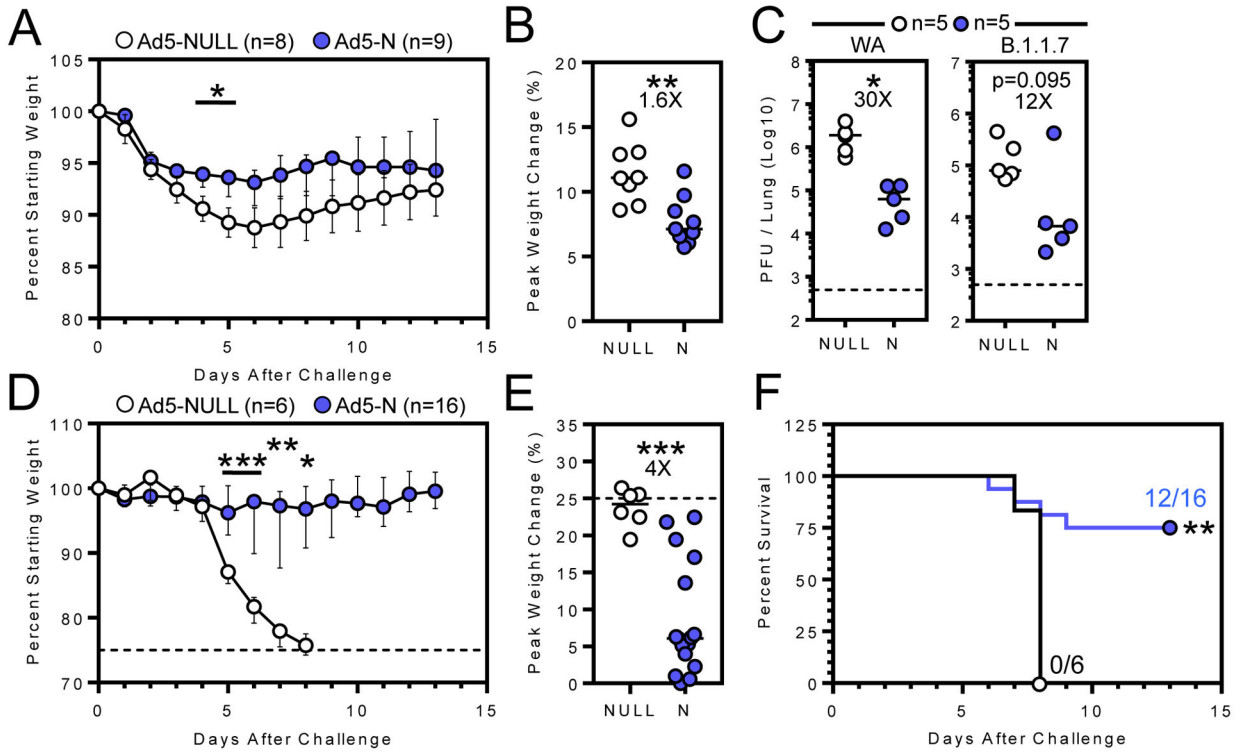 A
Ad5-NULL (n=8) Ad5-N (n=9)
105
100
95
90
85
80
Percent Starting Weight
*
0 5 10 15
Days After Challenge
B
20
15
10
5
0
Peak Weight Change (%)
**
1.6X
NULL N
C
n=5 n=5
WA
8
7
6
5
4
3
2
PFU / Lung (Log10)
*
30X
NULL N
B.1.1.7
7
6
5
4
3
2
p=0.095
12X
NULL N
D
Ad5-NULL (n=6) Ad5-N (n=16)
110
100
90
80
70
Percent Starting Weight
***
**
*
0 5 10 15
Days After Challenge
E
35
30
25
20
15
10
5
0
Peak Weight Change (%)
***
4X
NULL N
F
125
100
75
50
25
0
Percent Survival
12/16
**
0/6
0 5 10 15
Days After Challenge